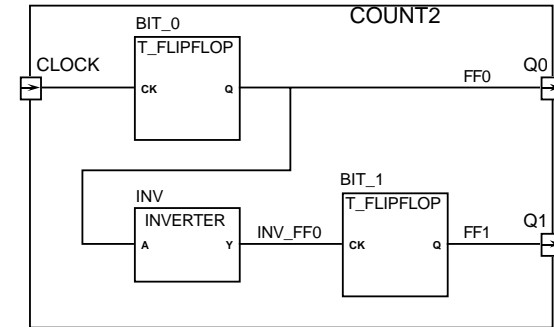 COUNT2
BIT_0
T_FLIPFLOP
CLOCK
Q0
CK Q
FF0
BIT_1
INV
T_FLIPFLOP
INVERTER
Q1
INV_FF0
FF1
A Y
CK Q